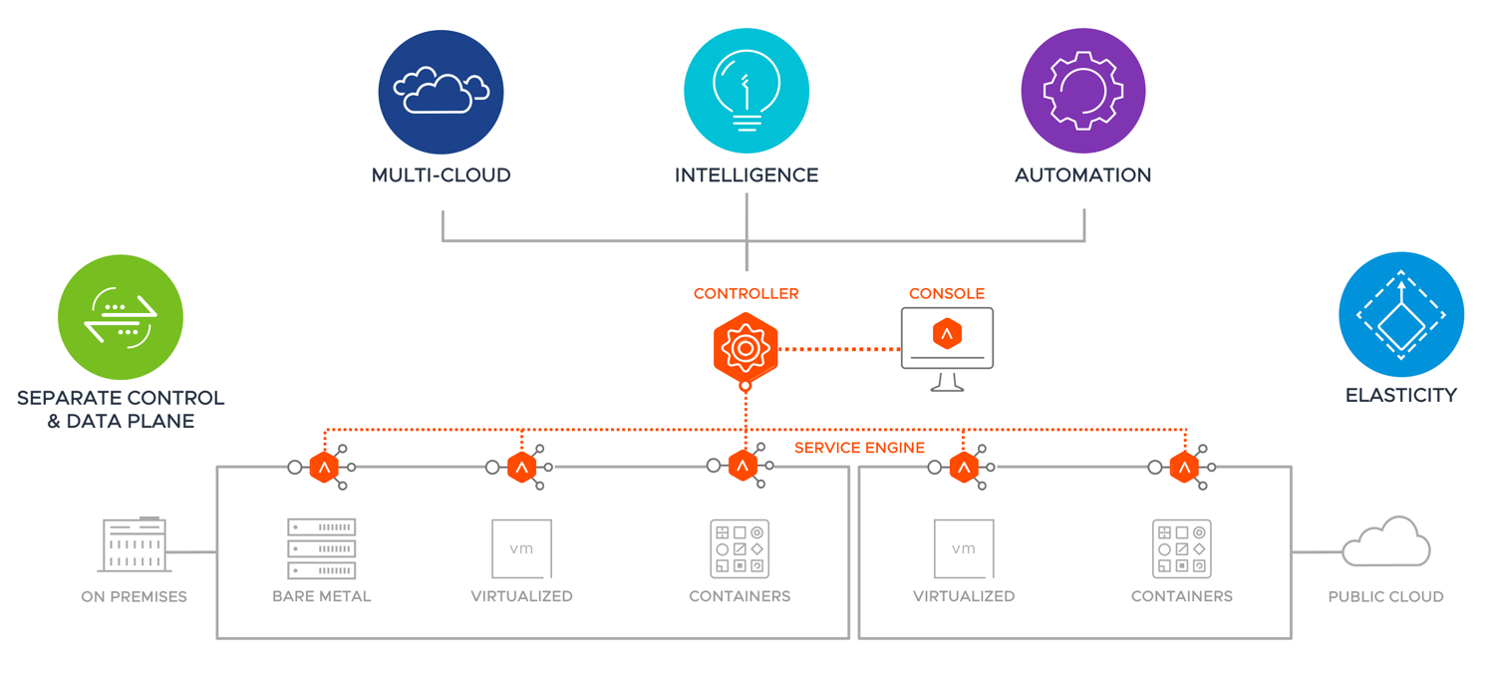 MULTI-CLOUD
INTELLIGENCE
AUTOMATION
CONTROLLER
CONSOLE
SEPARATE CONTROL
& DATA PLANE
ELASTICITY
SERVICE ENGINE
vm
vm
ON PREMISES
BARE METAL
VIRTUALIZED
CONTAINERS
VIRTUALIZED
CONTAINERS
PUBLIC CLOUD